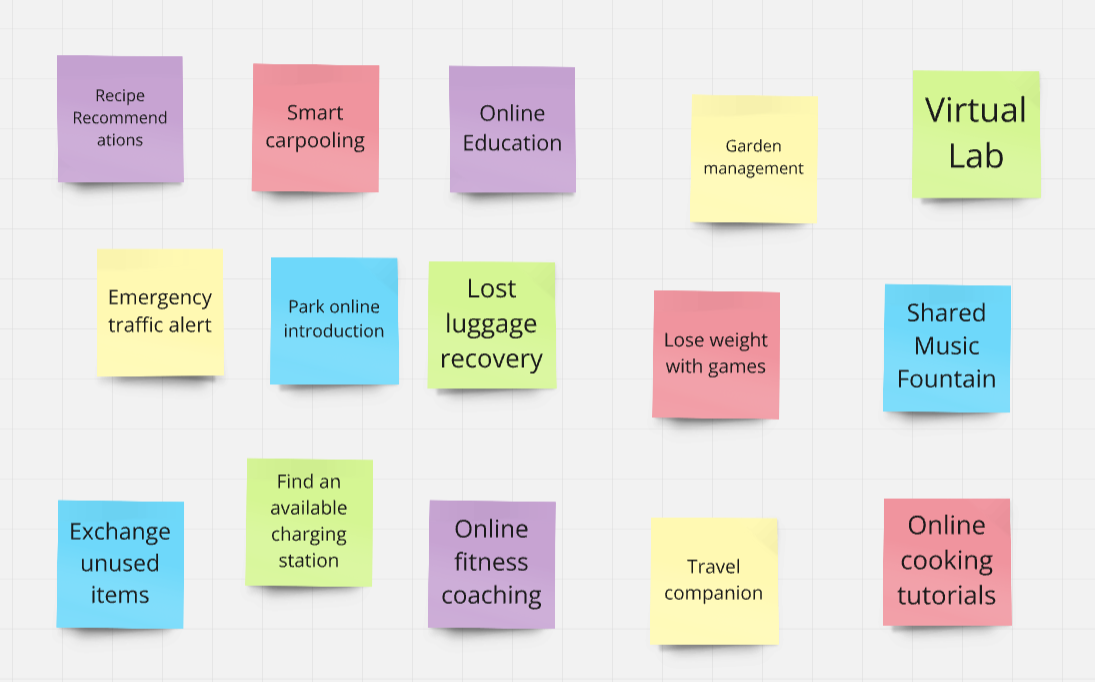 Recipe
Recommend
ations
Smart
carpooling
Online
Education
Garden
management
Virtual
Lab
Emergency
traffic alert
Park online
introduction
Lost
luggage
recovery
Lose weight
with games
Shared
Music
Fountain
Exchange
unused
items
Find an
available
charging
station
Online
fitness
coaching
Travel
companion
Online
cooking
tutorials